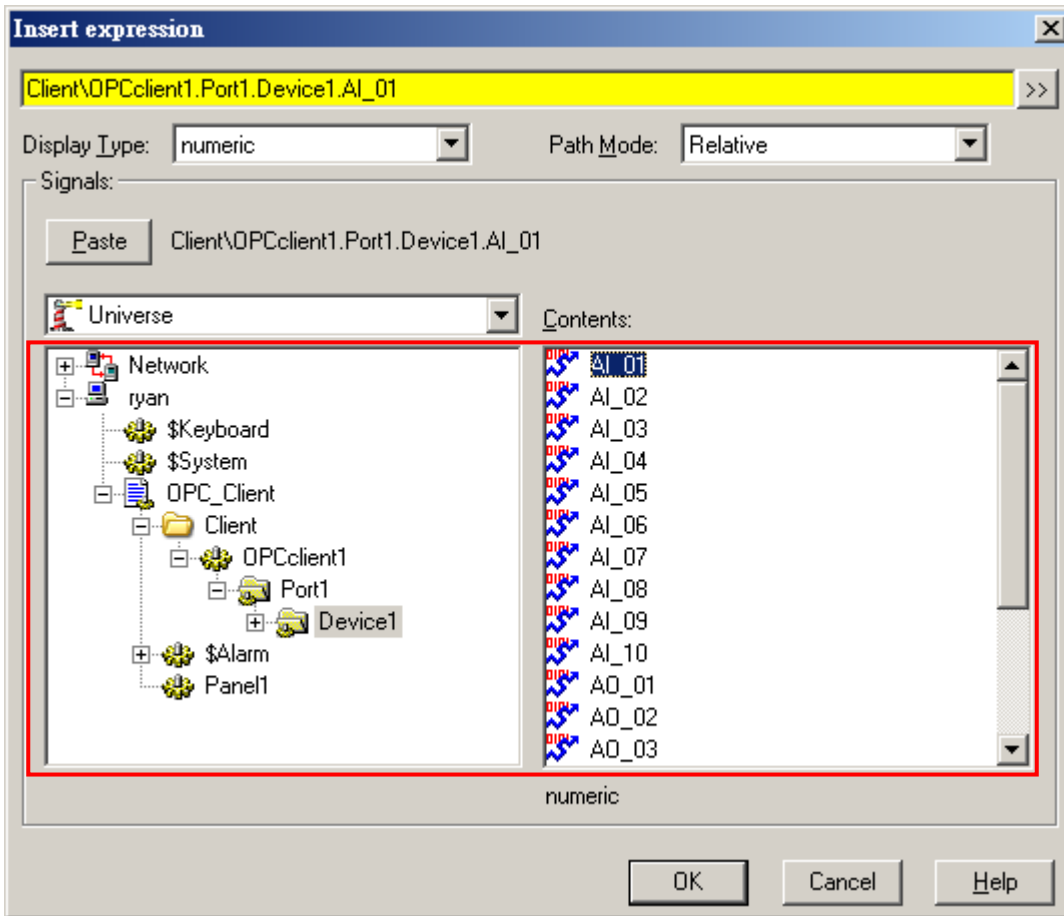 Insert expression
Client\OPCclient1.Port1.Device1.AI_01
>>
Display Type: numeric
Path Mode: Relative
Signals:
Paste Client\OPCclient1.Port1.Device1.AI_01
Universe
Contents:
Network
ryan
$Keyboard
$System
OPC_Client
Client
OPCclient1
Port1
Device1
$Alarm
Panel1
AI_01
AI_02
AI_03
AI_04
AI_05
AI_06
AI_07
AI_08
AI_09
AI_10
AO_01
AO_02
AO_03
numeric
OK Cancel Help